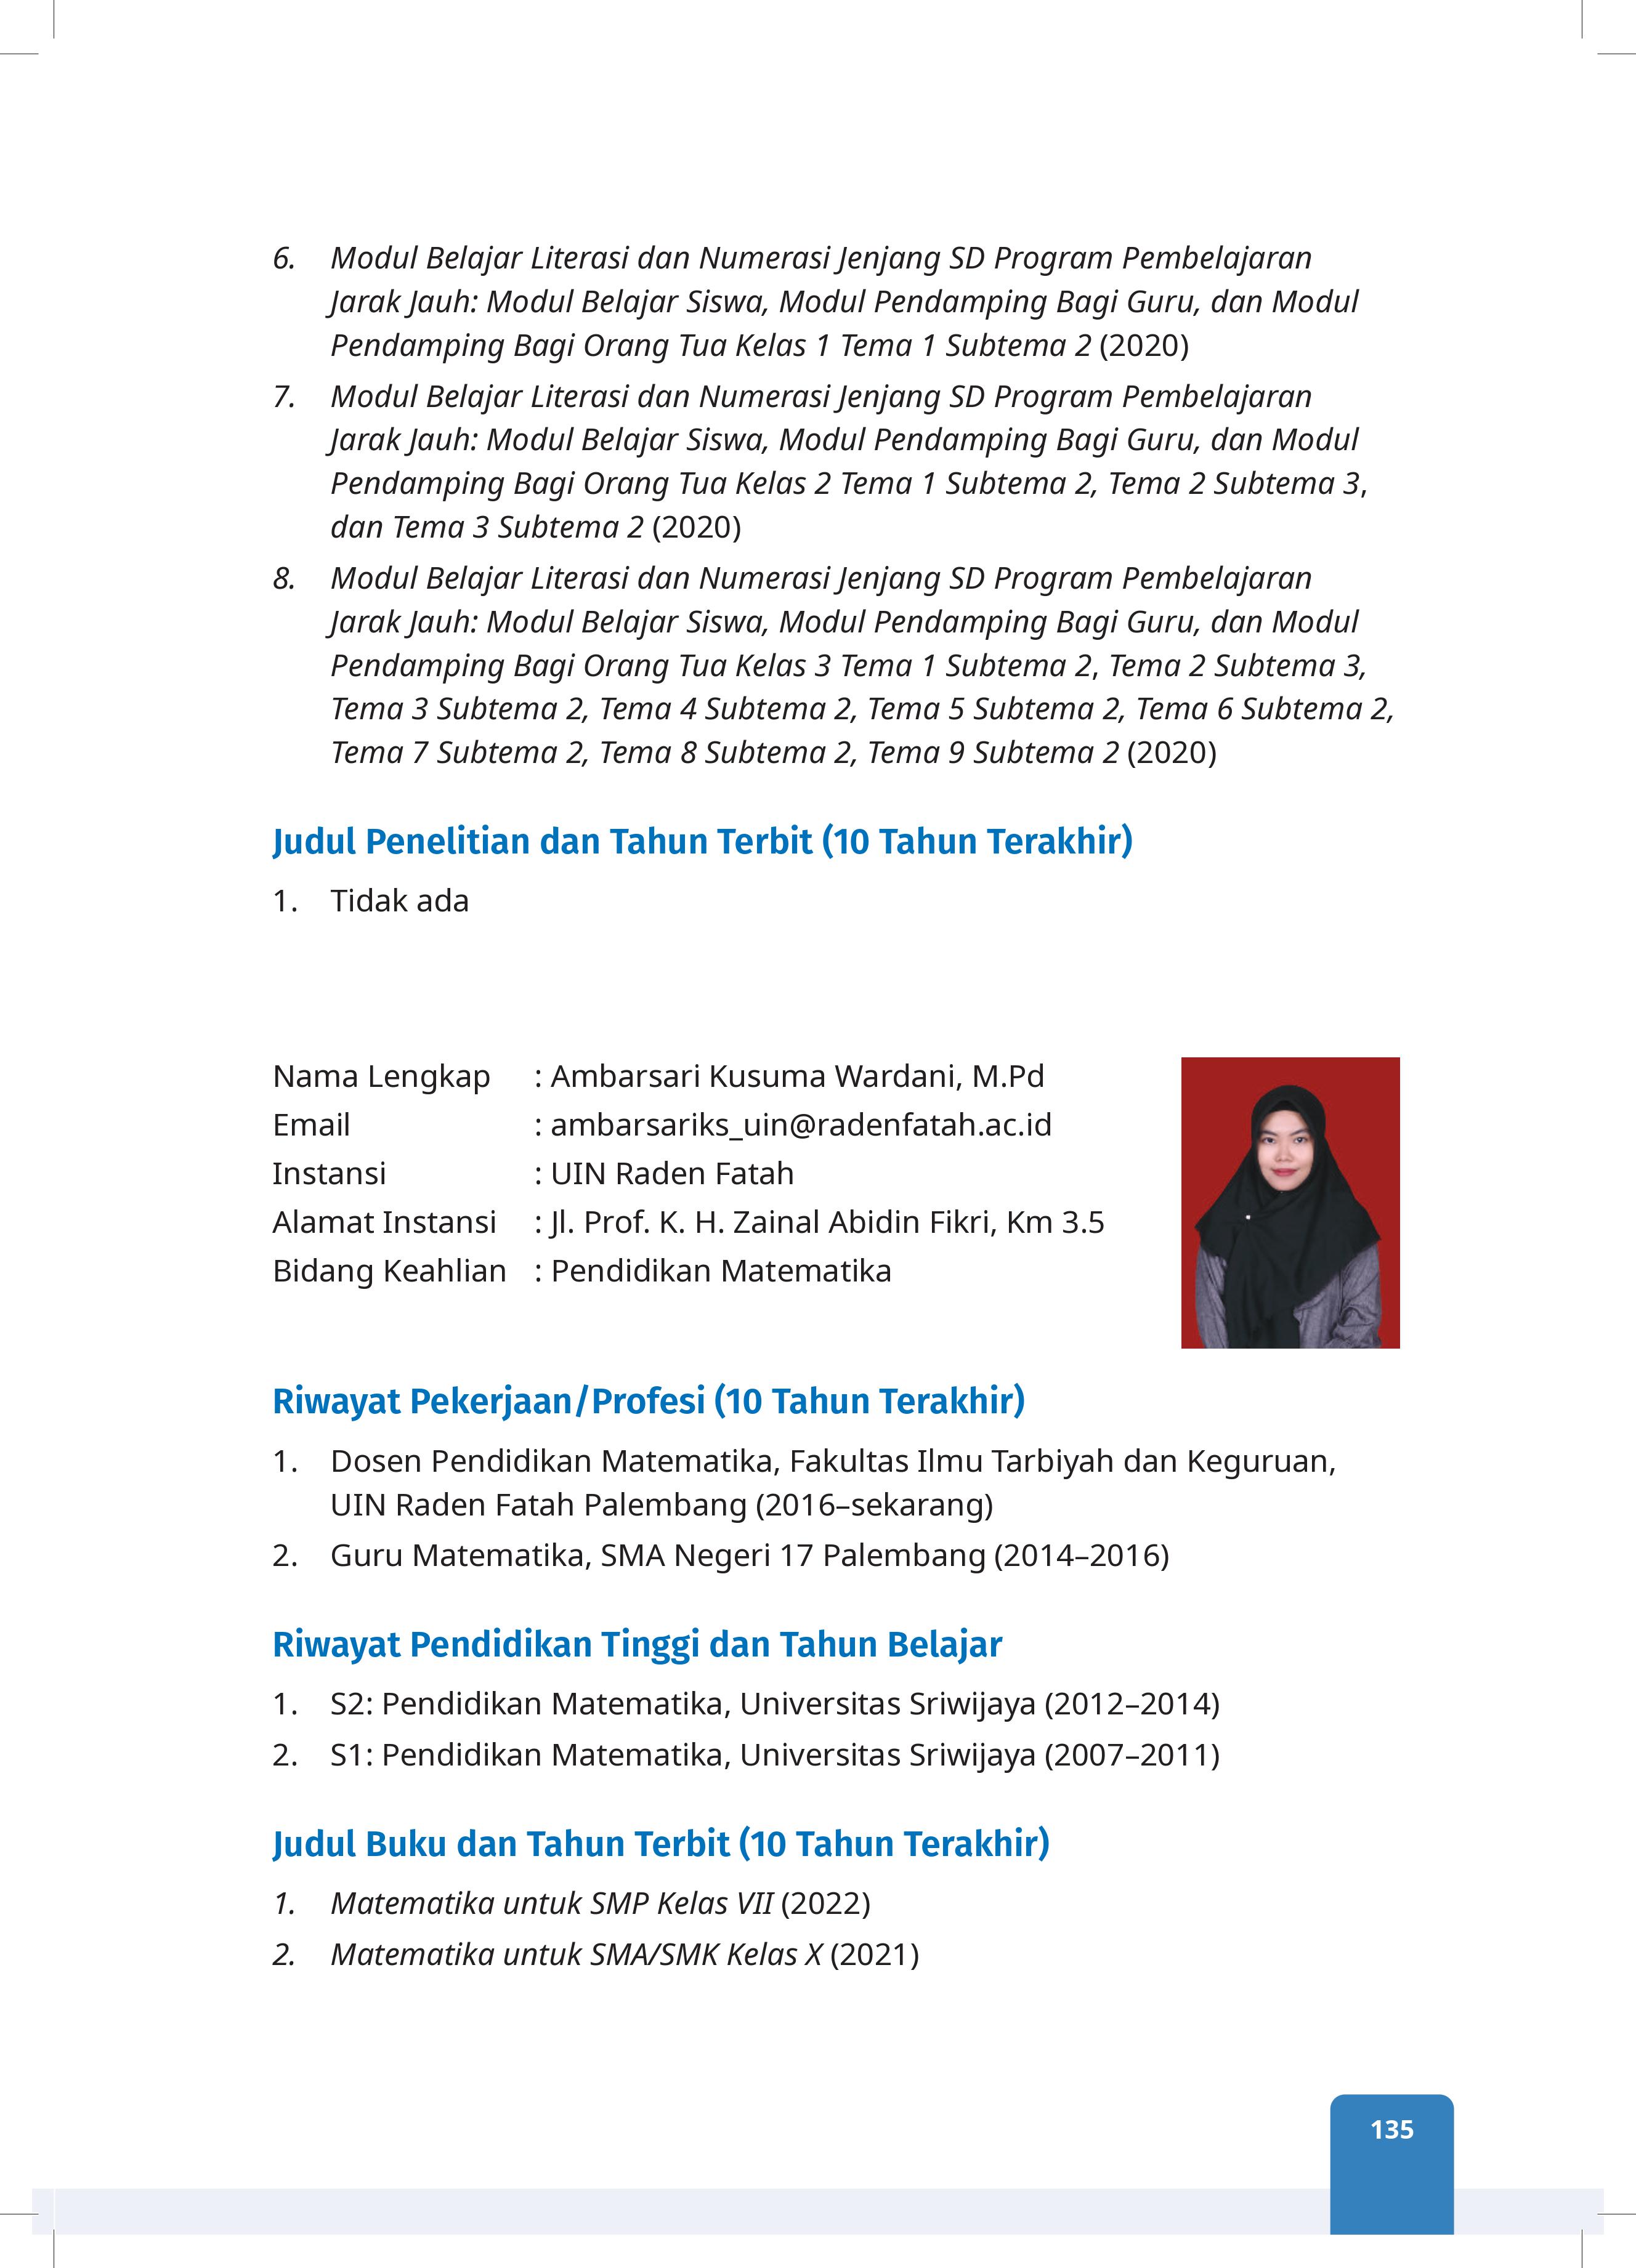 6. Modul Belajar Literasi dan Numerasi Jenjang SD Program Pembelajaran
Jarak Jauh: Modul Belajar Siswa, Modul Pendamping Bagi Guru, dan Modul
Pendamping Bagi Orang Tua Kelas 1 Tema 1 Subtema 2 (2020)
7. Modul Belajar Literasi dan Numerasi Jenjang SD Program Pembelajaran
Jarak Jauh: Modul Belajar Siswa, Modul Pendamping Bagi Guru, dan Modul
Pendamping Bagi Orang Tua Kelas 2 Tema 1 Subtema 2, Tema 2 Subtema 3,
dan Tema 3 Subtema 2 (2020)
8. Modul Belajar Literasi dan Numerasi Jenjang SD Program Pembelajaran
Jarak Jauh: Modul Belajar Siswa, Modul Pendamping Bagi Guru, dan Modul
Pendamping Bagi Orang Tua Kelas 3 Tema 1 Subtema 2, Tema 2 Subtema 3,
Tema 3 Subtema 2, Tema 4 Subtema 2, Tema 5 Subtema 2, Tema 6 Subtema 2,
Tema 7 Subtema 2, Tema 8 Subtema 2, Tema 9 Subtema 2 (2020)
Judul Penelitian dan Tahun Terbit (10 Tahun Terakhir)
1. Tidak ada
Nama Lengkap : Ambarsari Kusuma Wardani, M.Pd
Email : ambarsariks_uin@radenfatah.ac.id
Instansi : UIN Raden Fatah
Alamat Instansi : Jl. Prof. K. H. Zainal Abidin Fikri, Km 3.5
Bidang Keahlian : Pendidikan Matematika
Riwayat Pekerjaan/Profesi (10 Tahun Terakhir)
1. Dosen Pendidikan Matematika, Fakultas Ilmu Tarbiyah dan Keguruan,
UIN Raden Fatah Palembang (2016–sekarang)
2. Guru Matematika, SMA Negeri 17 Palembang (2014–2016)
Riwayat Pendidikan Tinggi dan Tahun Belajar
1. S2: Pendidikan Matematika, Universitas Sriwijaya (2012–2014)
2. S1: Pendidikan Matematika, Universitas Sriwijaya (2007–2011)
Judul Buku dan Tahun Terbit (10 Tahun Terakhir)
1. Matematika untuk SMP Kelas VII (2022)
2. Matematika untuk SMA/SMK Kelas X (2021)
135